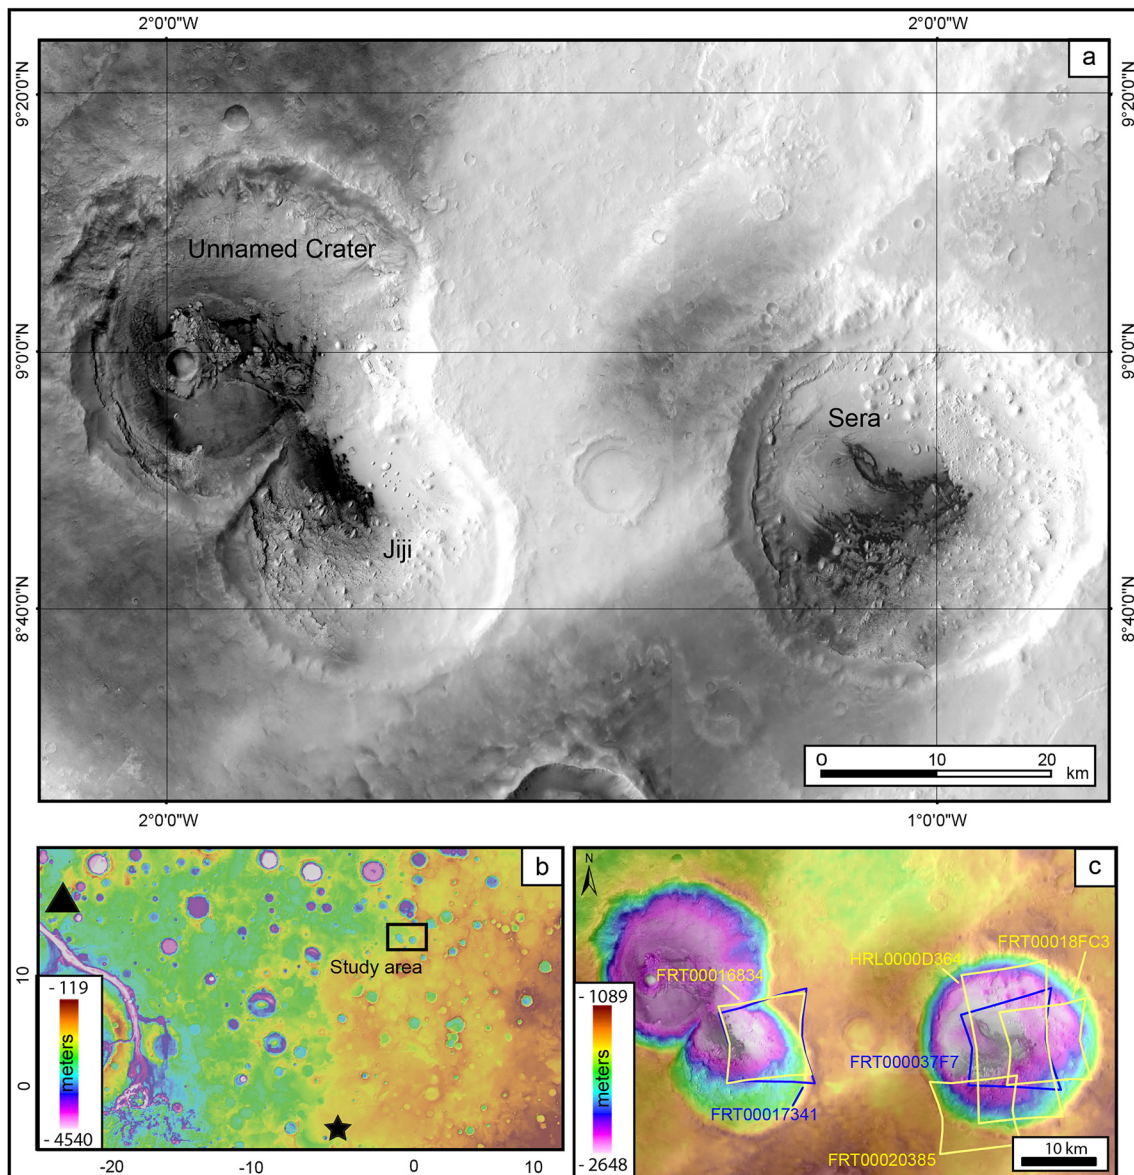 2°0'0"W 2°0'0"W
a
9°20'0"N 9°20'0"N
Unnamed Crater
9°0'0"N 9°0'0"N
Sera
Jiji
8°40'0"N 8°40'0"N
0 10 20
km
2°0'0"W 1°0'0"W
b
Study area
10
0
- 119
meters
- 4540
-20 -10 0 10
c
N
FRT00018FC3
HRL0000D364
FRT00016834
FRT000037F7
FRT00017341
FRT00020385
- 1089
meters
- 2648
10 km